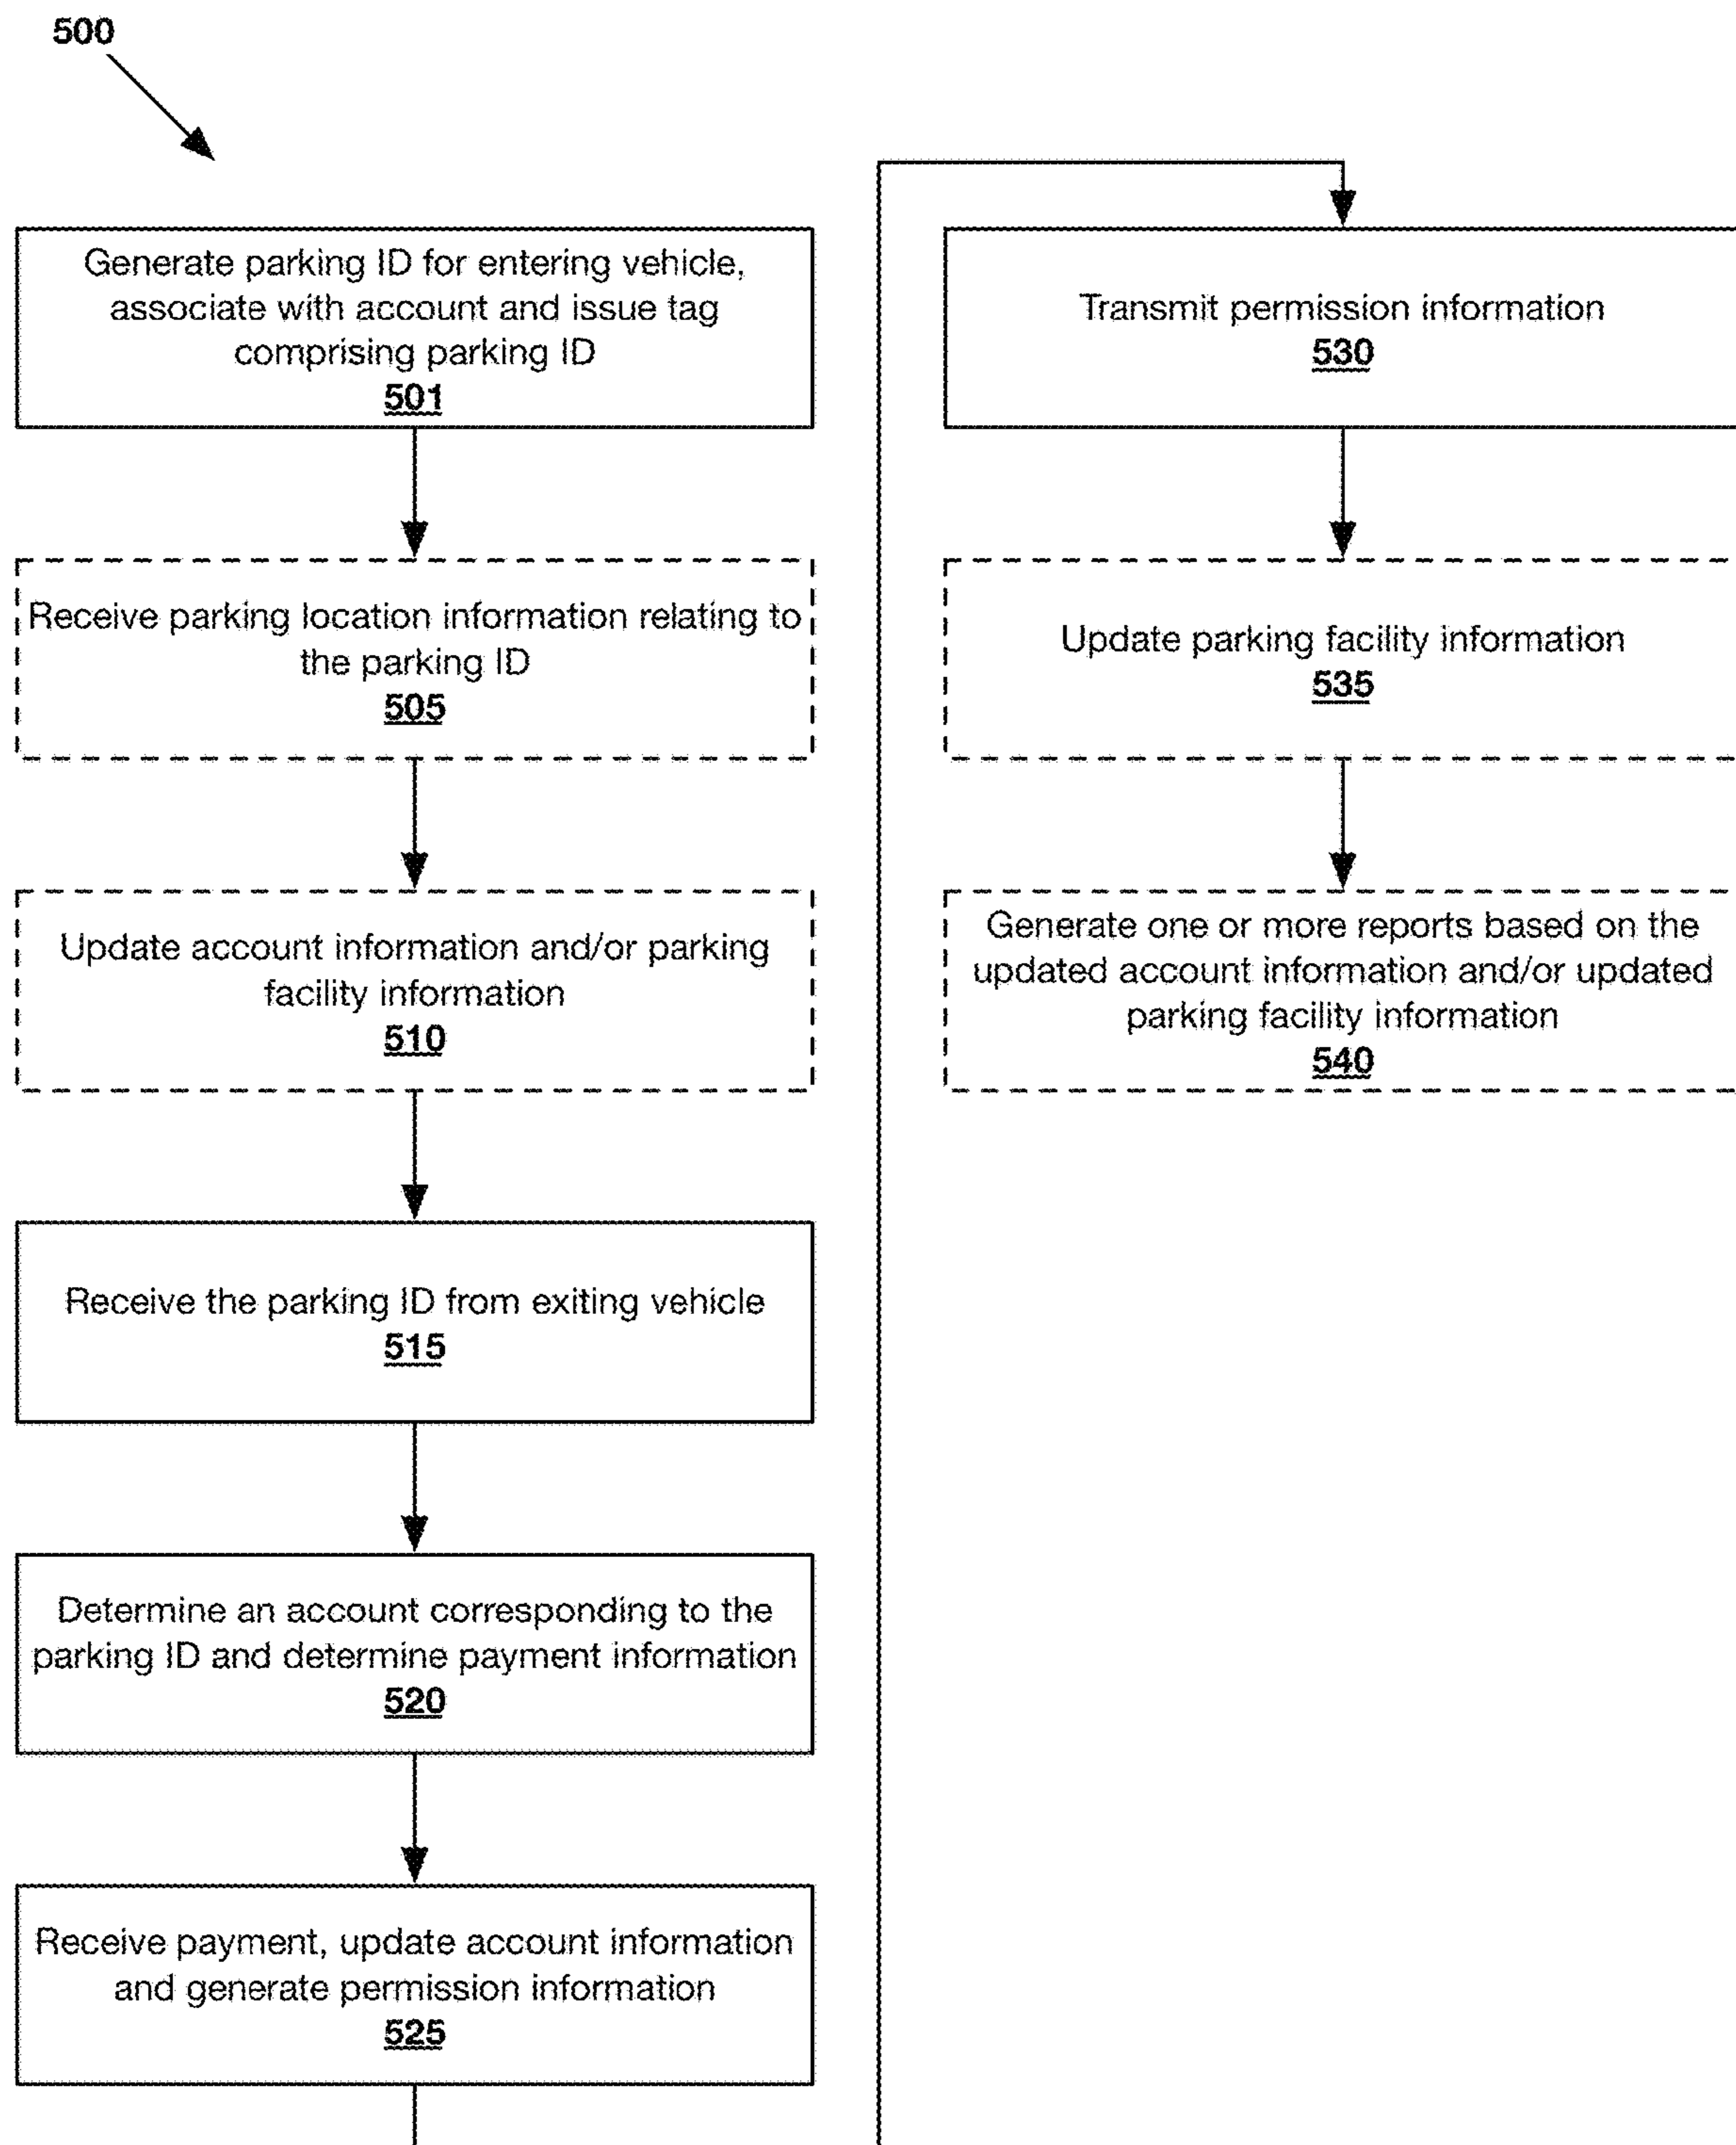 500
Generate parking ID for entering vehicle,
associate with account and issue tag
comprising parking ID
501
Receive parking location information relating to
the parking ID
505
Update account information and/or parking
facility information
510
Receive the parking ID from exiting vehicle
515
Determine an account corresponding to the
parking ID and determine payment information
520
Receive payment, update account information
and generate permission information
525
Transmit permission information
530
Update parking facility information
535
Generate one or more reports based on the
updated account information and/or updated
parking facility information
540